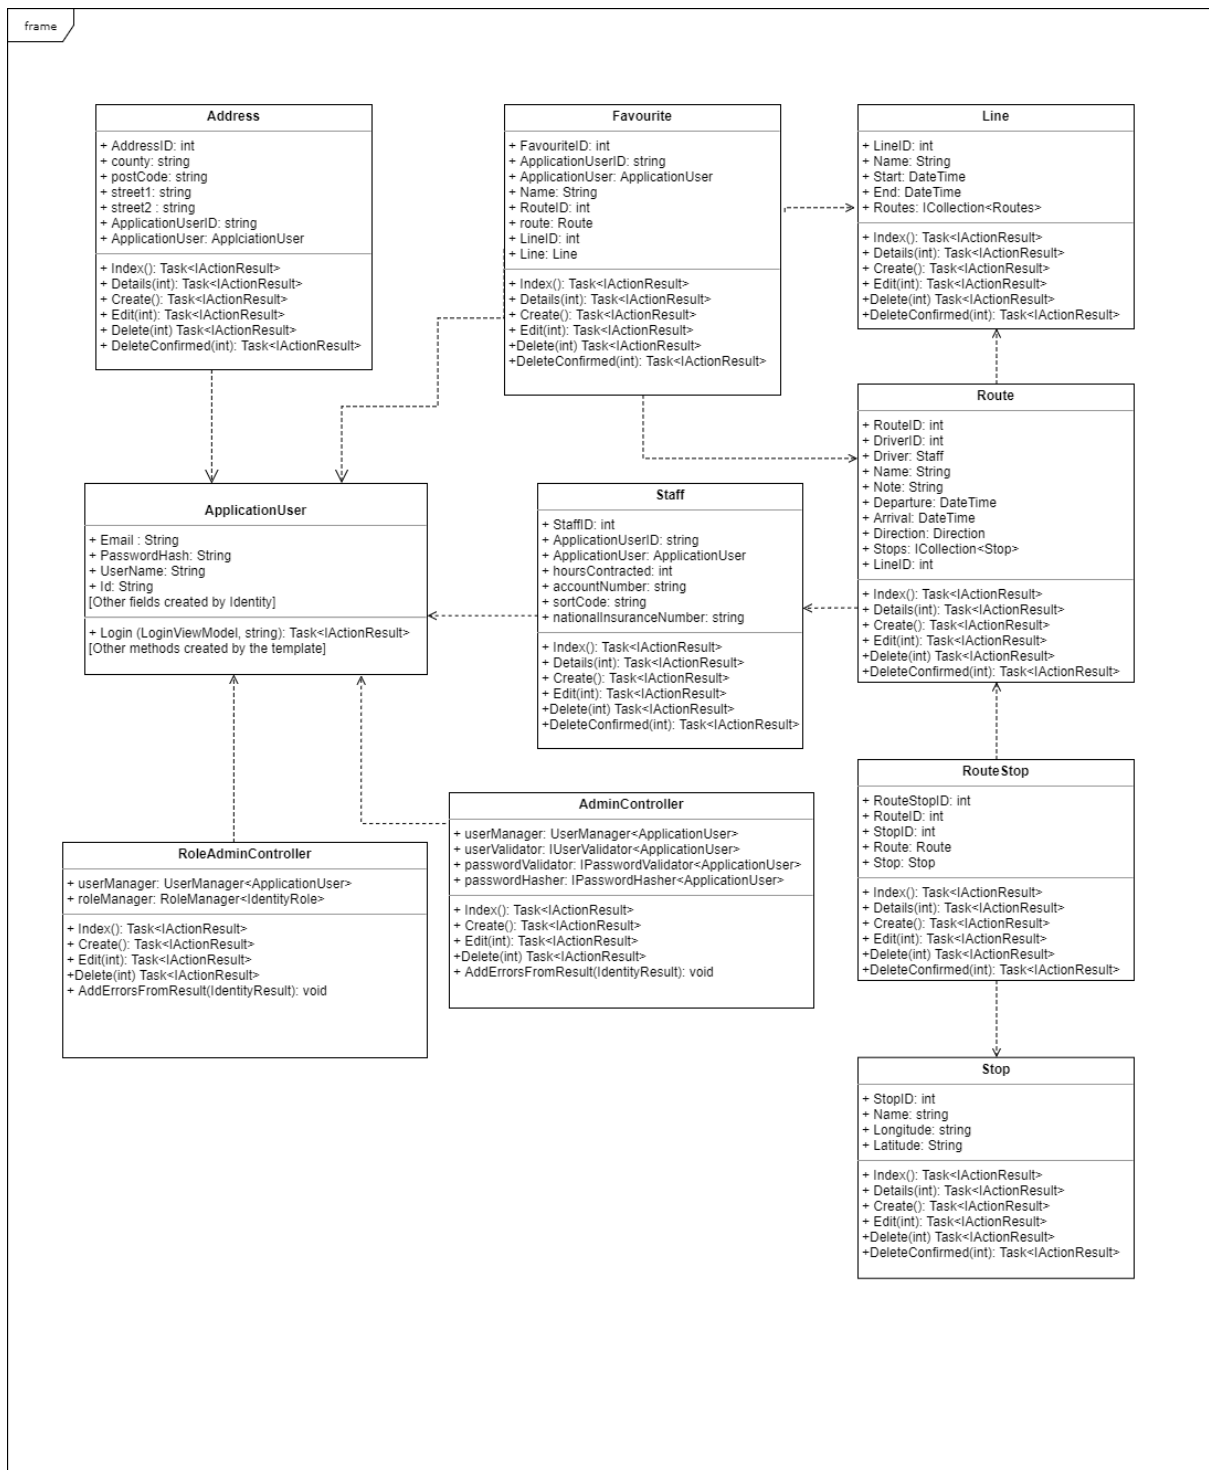 frame
Address
+ AddressID: int
+ county: string
+ postCode: string
+ street1: string
+ street2 : string
+ ApplicationUserID: string
+ ApplicationUser: ApplciationUser
+ Index(): Task<IActionResult>
+ Details(int): Task<IActionResult>
+ Create(): Task<IActionResult>
+ Edit(int): Task<IActionResult>
+ Delete(int) Task<IActionResult>
+ DeleteConfirmed(int): Task<IActionResult>
Favourite
+ FavouriteID: int
+ ApplicationUserID: string
+ ApplicationUser: ApplicationUser
+ Name: String
+ RouteID: int
+ route: Route
+ LineID: int
+ Line: Line
+ Index(): Task<IActionResult>
+ Details(int): Task<IActionResult>
+ Create(): Task<IActionResult>
+ Edit(int): Task<IActionResult>
+Delete(int) Task<IActionResult>
+DeleteConfirmed(int): Task<IActionResult>
Line
+ LineID: int
+ Name: String
+ Start: DateTime
+ End: DateTime
+ Routes: ICollection<Routes>
+ Index(): Task<IActionResult>
+ Details(int): Task<IActionResult>
+ Create(): Task<IActionResult>
+ Edit(int): Task<IActionResult>
+Delete(int) Task<IActionResult>
+DeleteConfirmed(int): Task<IActionResult>
Route
+ RouteID: int
+ DriverID: int
+ Driver: Staff
+ Name: String
+ Note: String
+ Departure: DateTime
+ Arrival: DateTime
+ Direction: Direction
+ Stops: ICollection<Stop>
+ LineID: int
+ Index(): Task<IActionResult>
+ Details(int): Task<IActionResult>
+ Create(): Task<IActionResult>
+ Edit(int): Task<IActionResult>
+Delete(int) Task<IActionResult>
+DeleteConfirmed(int): Task<IActionResult>
ApplicationUser
+ Email : String
+ PasswordHash: String
+ UserName: String
+ Id: String
[Other fields created by Identity]
+ Login (LoginViewModel, string): Task<IActionResult>
[Other methods created by the template]
Staff
+ StaffID: int
+ ApplicationUserID: string
+ ApplicationUser: ApplicationUser
+ hoursContracted: int
+ accountNumber: string
+ sortCode: string
+ nationalInsuranceNumber: string
+ Index(): Task<IActionResult>
+ Details(int): Task<IActionResult>
+ Create(): Task<IActionResult>
+ Edit(int): Task<IActionResult>
+Delete(int) Task<IActionResult>
+DeleteConfirmed(int): Task<IActionResult>
RouteStop
+ RouteStopID: int
+ RouteID: int
+ StopID: int
+ Route: Route
+ Stop: Stop
+ Index(): Task<IActionResult>
+ Details(int): Task<IActionResult>
+ Create(): Task<IActionResult>
+ Edit(int): Task<IActionResult>
+Delete(int) Task<IActionResult>
+DeleteConfirmed(int): Task<IActionResult>
AdminController
+ userManager: UserManager<ApplicationUser>
+ userValidator: IUserValidator<ApplicationUser>
+ passwordValidator: IPasswordValidator<ApplicationUser>
+ passwordHasher: IPasswordHasher<ApplicationUser>
+ Index(): Task<IActionResult>
+ Create(): Task<IActionResult>
+ Edit(int): Task<IActionResult>
+Delete(int) Task<IActionResult>
+ AddErrorsFromResult(IdentityResult): void
RoleAdminController
+ userManager: UserManager<ApplicationUser>
+ roleManager: RoleManager<IdentityRole>
+ Index(): Task<IActionResult>
+ Create(): Task<IActionResult>
+ Edit(int): Task<IActionResult>
+Delete(int) Task<IActionResult>
+ AddErrorsFromResult(IdentityResult): void
Stop
+ StopID: int
+ Name: string
+ Longitude: string
+ Latitude: String
+ Index(): Task<IActionResult>
+ Details(int): Task<IActionResult>
+ Create(): Task<IActionResult>
+ Edit(int): Task<IActionResult>
+Delete(int) Task<IActionResult>
+DeleteConfirmed(int): Task<IActionResult>